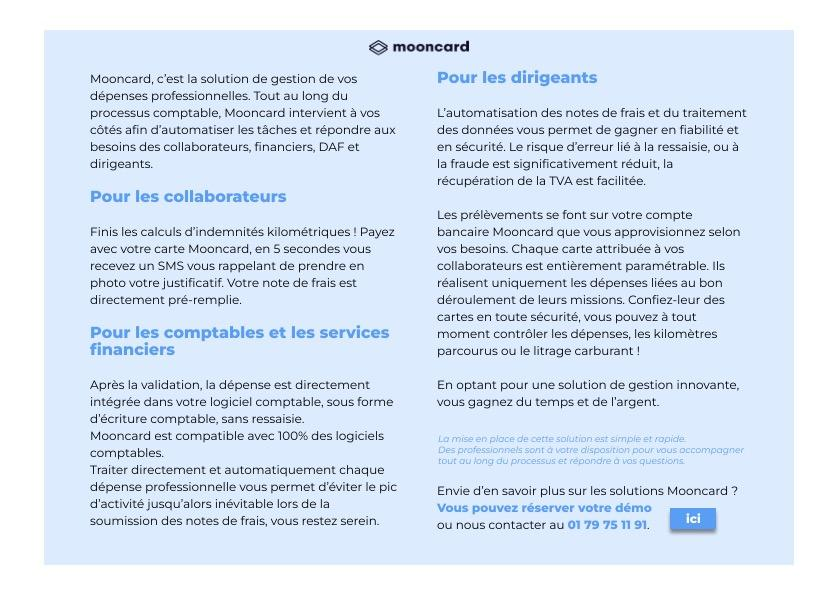 mooncard
Mooncard, c’est la solution de gestion de vos
dépenses professionnelles. Tout au long du
processus comptable, Mooncard intervient à vos
côtés afin d’automatiser les tâches et répondre aux
besoins des collaborateurs, financiers, DAF et
dirigeants.
Pour les collaborateurs
Finis les calculs d’indemnités kilométriques ! Payez
avec votre carte Mooncard, en 5 secondes vous
recevez un SMS vous rappelant de prendre en
photo votre justificatif. Votre note de frais est
directement pré-remplie.
Pour les comptables et les services
financiers
Après la validation, la dépense est directement
intégrée dans votre logiciel comptable, sous forme
d’écriture comptable, sans ressaisie.
Mooncard est compatible avec 100% des logiciels
comptables.
Traiter directement et automatiquement chaque
dépense professionnelle vous permet d’éviter le pic
d’activité jusqu’alors inévitable lors de la
soumission des notes de frais, vous restez serein.
Pour les dirigeants
L’automatisation des notes de frais et du traitement
des données vous permet de gagner en fiabilité et
en sécurité. Le risque d’erreur lié à la ressaisie, ou à
la fraude est significativement réduit, la
récupération de la TVA est facilitée.
Les prélèvements se font sur votre compte
bancaire Mooncard que vous approvisionnez selon
vos besoins. Chaque carte attribuée à vos
collaborateurs est entièrement paramétrable. Ils
réalisent uniquement les dépenses liées au bon
déroulement de leurs missions. Confiez-leur des
cartes en toute sécurité, vous pouvez à tout
moment contrôler les dépenses, les kilomètres
parcourus ou le litrage carburant !
En optant pour une solution de gestion innovante,
vous gagnez du temps et de l’argent.
La mise en place de cette solution est simple et rapide.
Des professionnels sont à votre disposition pour vous accompagner
tout au long du processus et répondre à vos questions.
Envie d’en savoir plus sur les solutions Mooncard ?
Vous pouvez réserver votre démo
ou nous contacter au 01 79 75 11 91.
ici